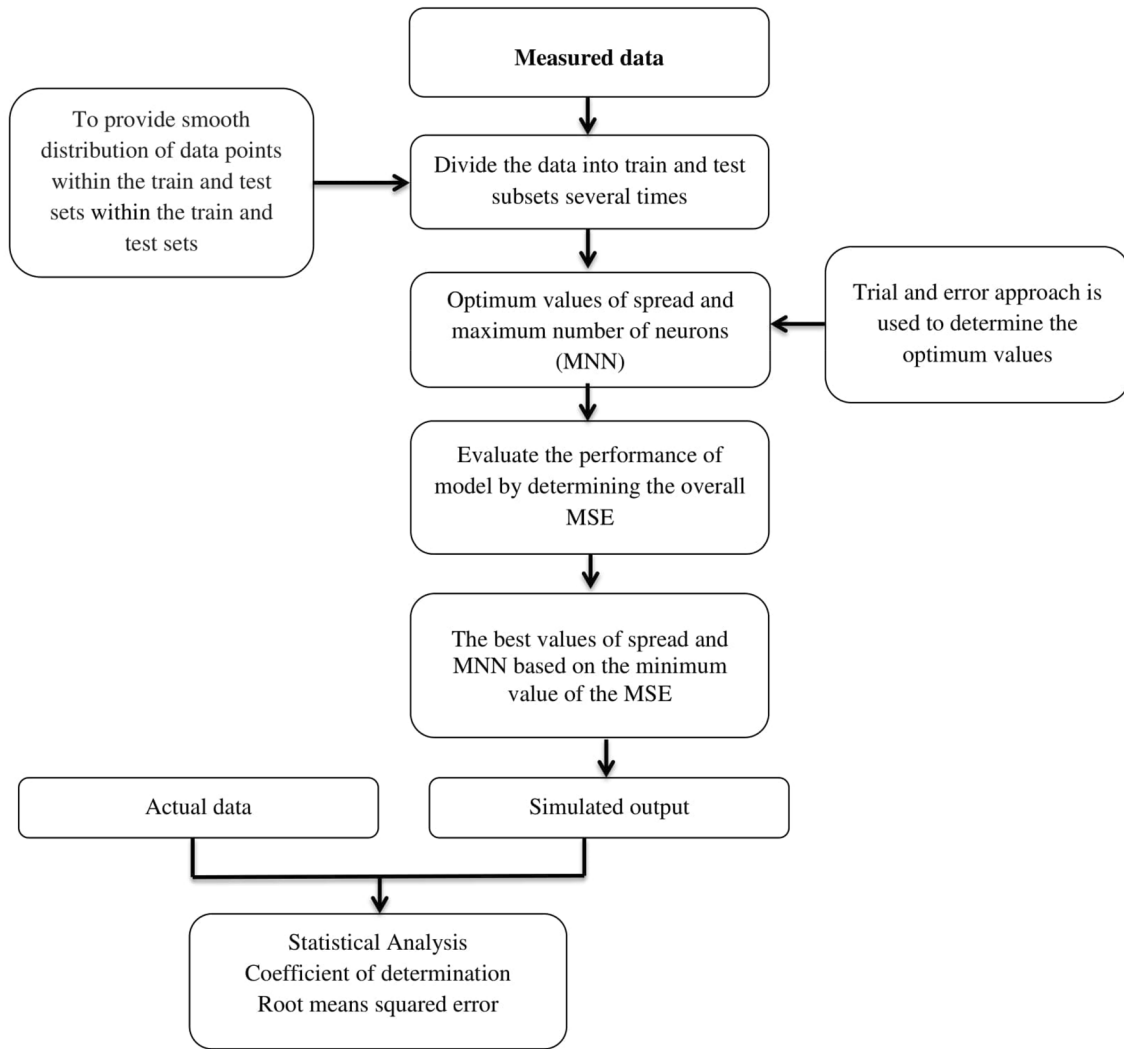 Measured data
To provide smooth
distribution of data points
within the train and test
sets within the train and
test sets
Divide the data into train and test
subsets several times
Optimum values of spread and
maximum number of neurons
(MNN)
Trial and error approach is
used to determine the
optimum values
Evaluate the performance of
model by determining the overall
MSE
The best values of spread and
MNN based on the minimum
value of the MSE
Actual data
Simulated output
Statistical Analysis
Coefficient of determination
Root means squared error